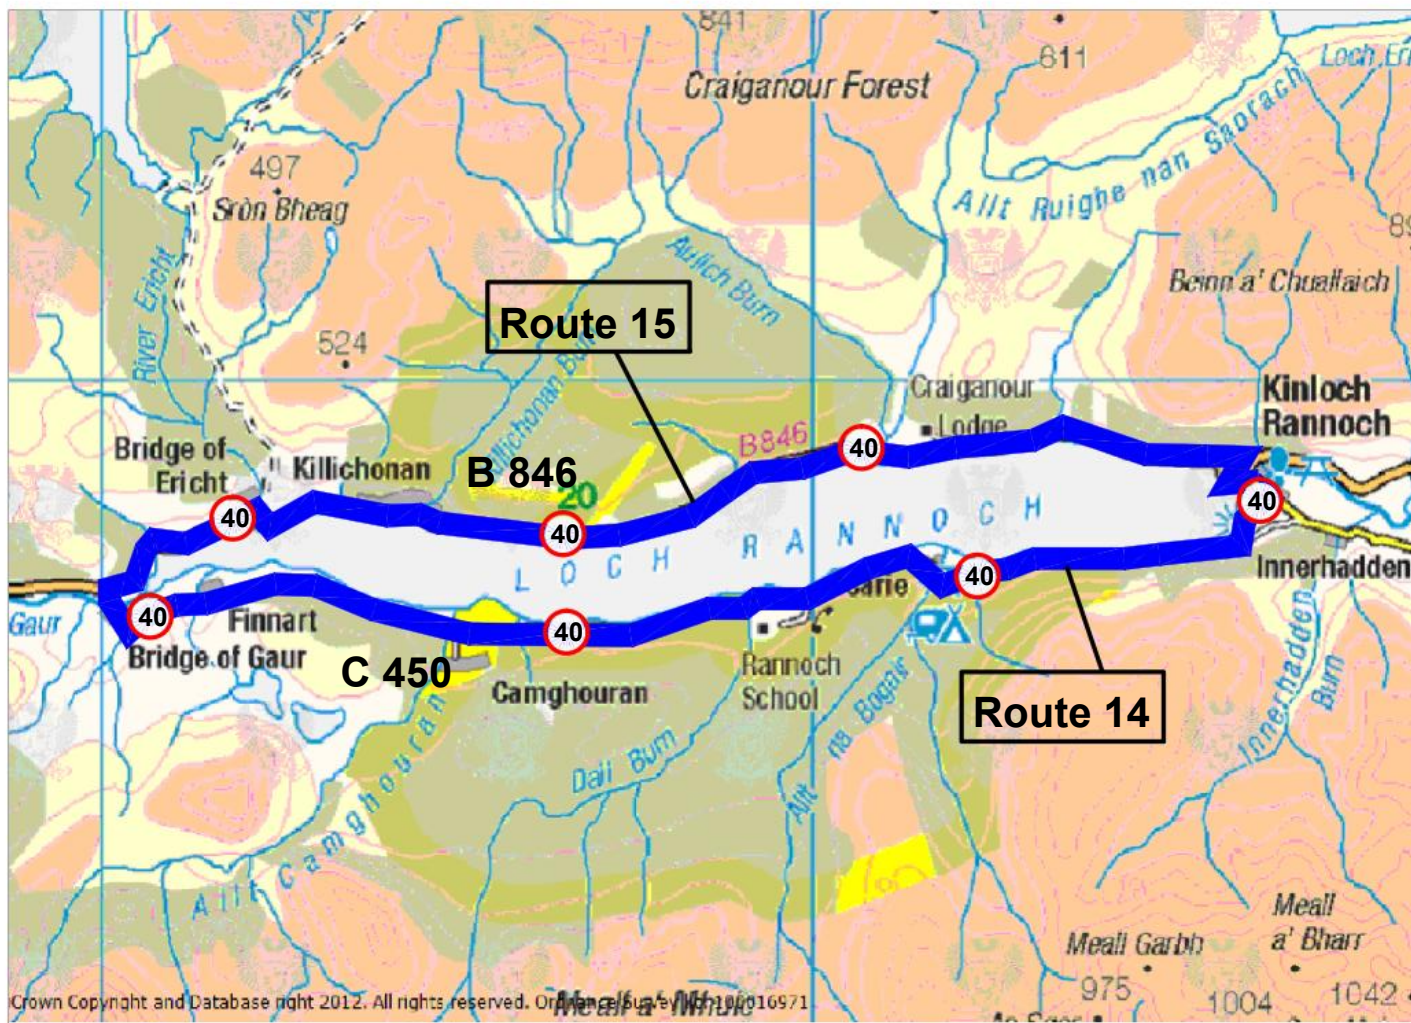 841
611
Loch Eri
Craiganour Forest
Allt Ruighe nan Saorach
497
Sròn Bheag
89
Aulich Burn
Beinn a' Chuallaich
River Ericht
Route 15
524
Killichonan Burn
Craiganour
Lodge
Kinloch
Rannoch
B846
40
Bridge of
Ericht
Killichonan
B 846
20
40
40
40
LOCH RANNOCH
Innerhadden
40
Gaur
40
Finnart
Bridge of Gaur
40
C 450
Camghouran
Rannoch
School
Route 14
Innerhadden
Burn
Allt na Bogair
Dall Burn
Allt Camghouran
Meall
a' Bharr
Meall Garbh
975
1004
1042
Crown Copyright and Database right 2012. All rights reserved. Ordnance Survey 100016971